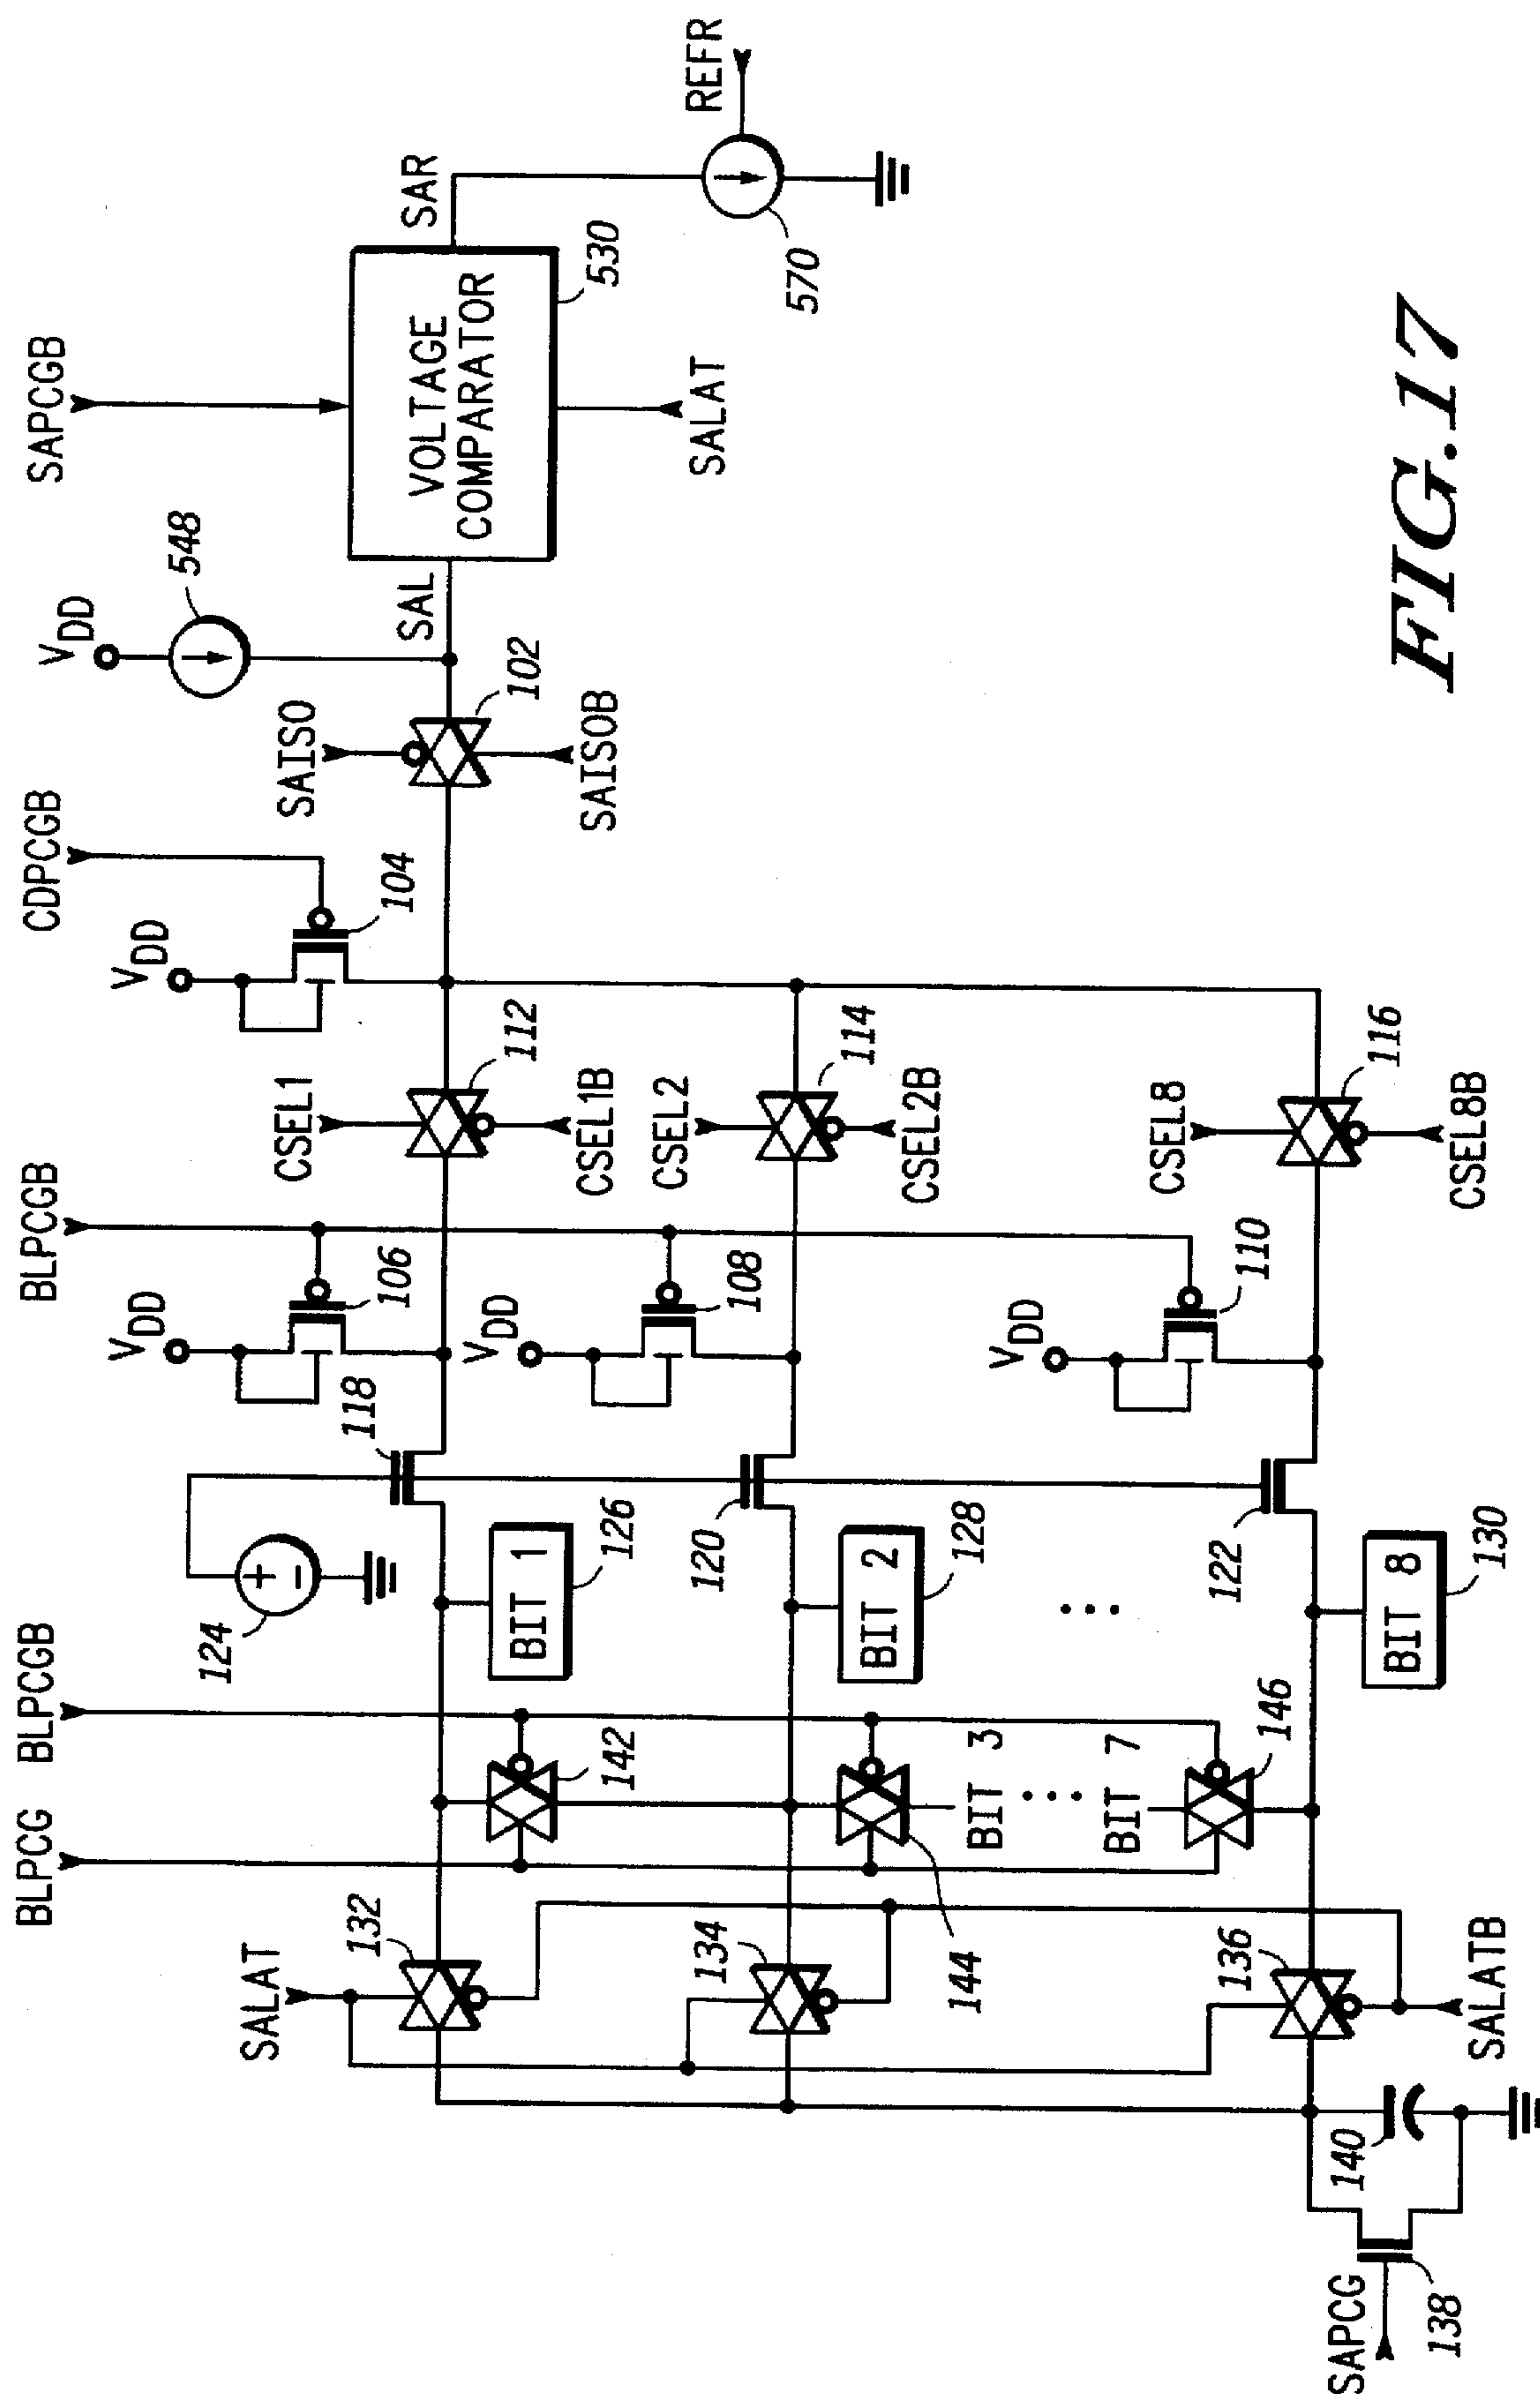 SAPCGB
SAR
REFR
VOLTAGE
COMPARATOR
530
570
SALAT
VDD
548
SAL
SAISO
102
SAISOB
CDPCGB
VDD
104
CSEL1
112
CSEL1B
CSEL2
114
CSEL2B
CSEL8
116
CSEL8B
BLPCGB
VDD
106
VDD
108
VDD
110
118
124
+
–
BIT 1
126
120
BIT 2
128
122
BIT 8
130
BLPCG
BLPCGB
142
144
BIT 3
BIT 7
146
SALAT
132
134
136
SALATB
140
SAPCG
138
FIG.17